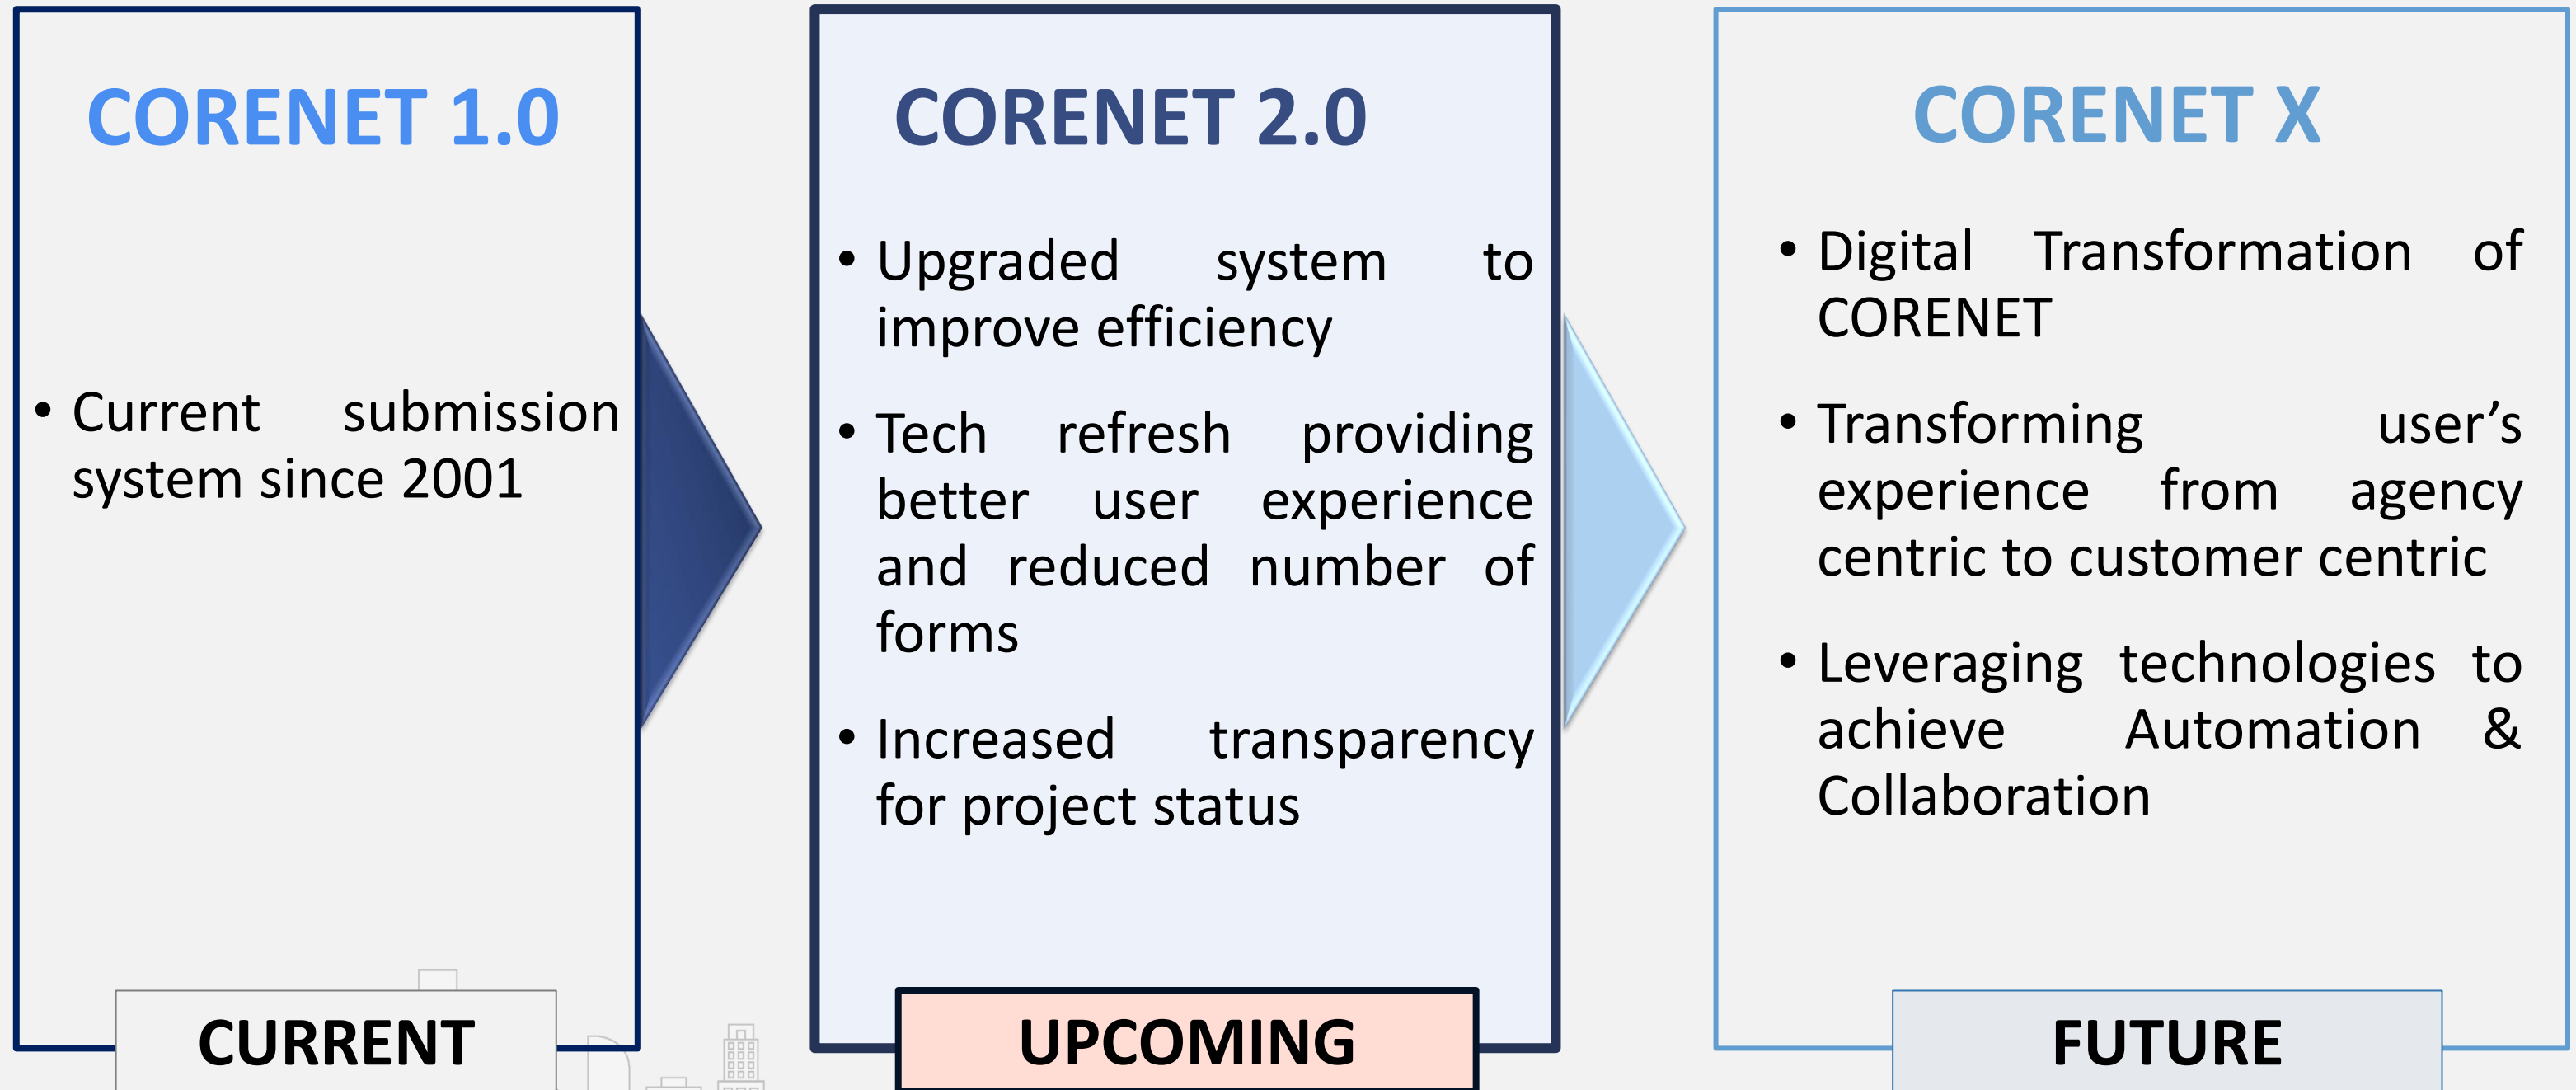 CORENET 1.0
• Current submission
system since 2001
CURRENT
CORENET 2.0
• Upgraded system to
improve efficiency
• Tech refresh providing
better user experience
and reduced number of
forms
• Increased transparency
for project status
UPCOMING
CORENET X
• Digital Transformation of
CORENET
• Transforming user’s
experience from agency
centric to customer centric
• Leveraging technologies to
achieve Automation &
Collaboration
FUTURE